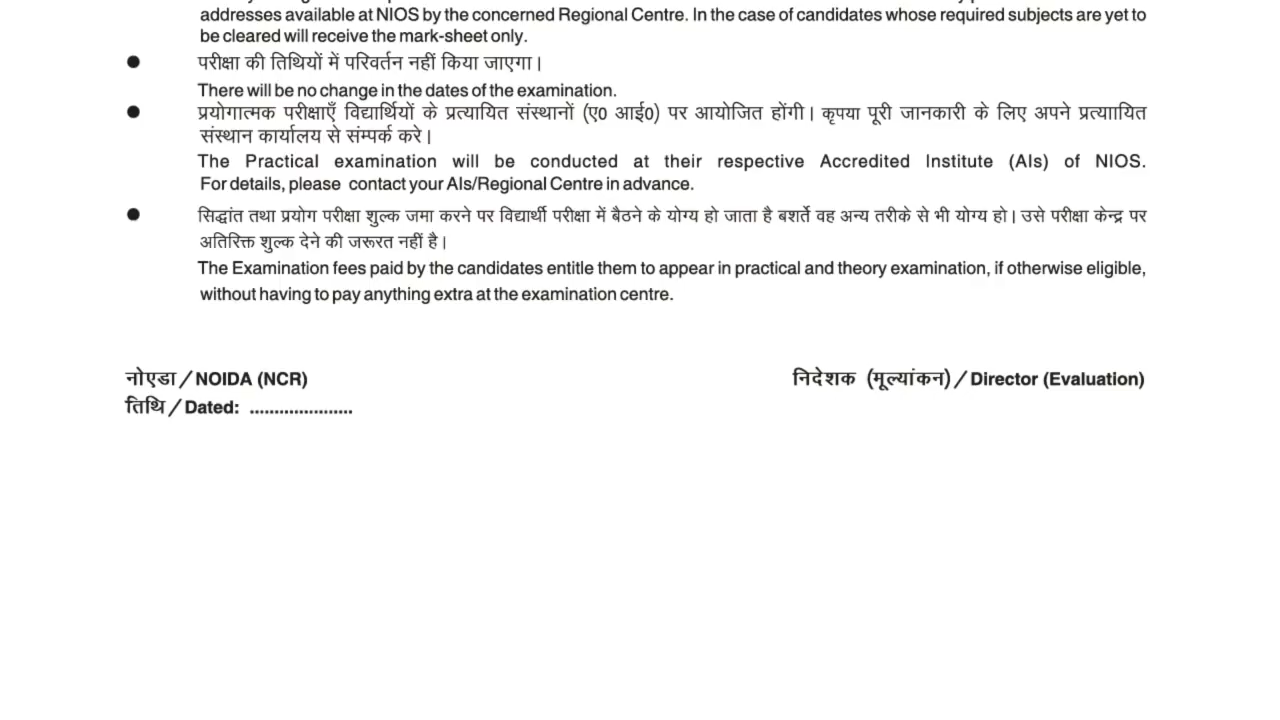 addresses available at NIOS by the concerned Regional Centre. In the case of candidates whose required subjects are yet to
be cleared will receive the mark-sheet only.
● परीक्षा की तिथियों में परिवर्तन नहीं किया जाएगा।
There will be no change in the dates of the examination.
● प्रयोगात्मक परीक्षाएँ विद्यार्थियों के प्रत्यायित संस्थानों (ए0 आई0) पर आयोजित होंगी। कृपया पूरी जानकारी के लिए अपने प्रत्याायित
संस्थान कार्यालय से संम्पर्क करे।
The Practical examination will be conducted at their respective Accredited Institute (AIs) of NIOS.
For details, please contact your AIs/Regional Centre in advance.
● सिद्धांत तथा प्रयोग परीक्षा शुल्क जमा करने पर विद्यार्थी परीक्षा में बैठने के योग्य हो जाता है बशर्ते वह अन्य तरीके से भी योग्य हो। उसे परीक्षा केन्द्र पर
अतिरिक्त शुल्क देने की जरूरत नहीं है।
The Examination fees paid by the candidates entitle them to appear in practical and theory examination, if otherwise eligible,
without having to pay anything extra at the examination centre.
नोएडा / NOIDA (NCR) निदेशक (मूल्यांकन) / Director (Evaluation)
तिथि / Dated: .....................